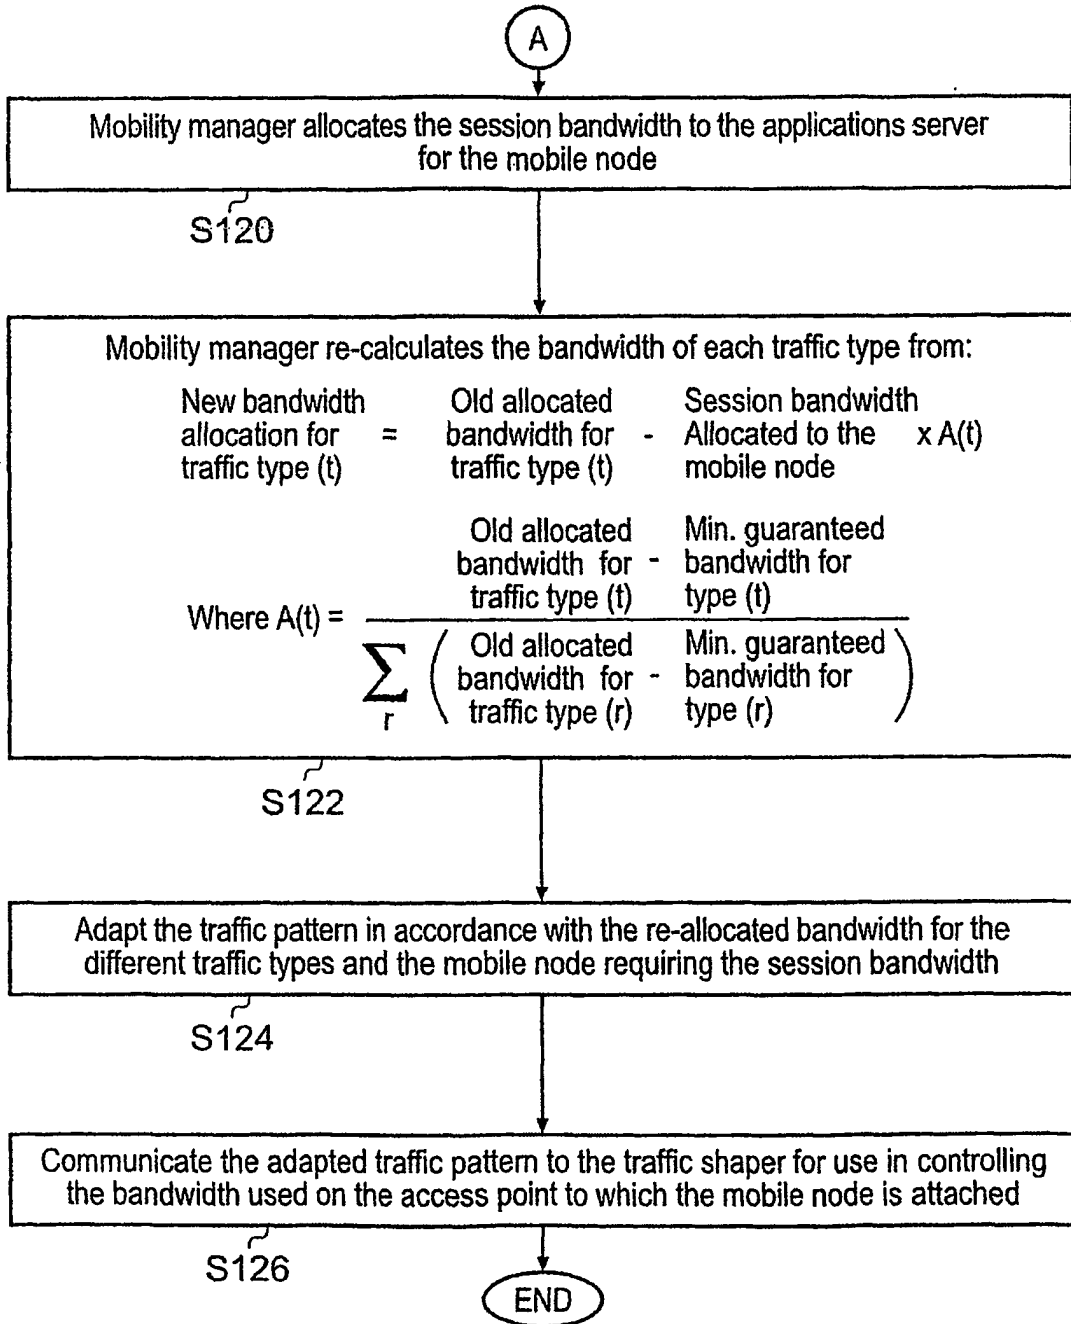 A
Mobility manager allocates the session bandwidth to the applications server
for the mobile node
S120
Mobility manager re-calculates the bandwidth of each traffic type from:
New bandwidth
allocation for
traffic type (t)
=
Old allocated
bandwidth for
traffic type (t)
-
Session bandwidth
Allocated to the
mobile node
x A(t)
Where A(t) =
Old allocated
bandwidth for
traffic type (t)
-
Min. guaranteed
bandwidth for
type (t)
∑
r
(
Old allocated
bandwidth for
traffic type (r)
-
Min. guaranteed
bandwidth for
type (r)
)
S122
Adapt the traffic pattern in accordance with the re-allocated bandwidth for the
different traffic types and the mobile node requiring the session bandwidth
S124
Communicate the adapted traffic pattern to the traffic shaper for use in controlling
the bandwidth used on the access point to which the mobile node is attached
S126
END